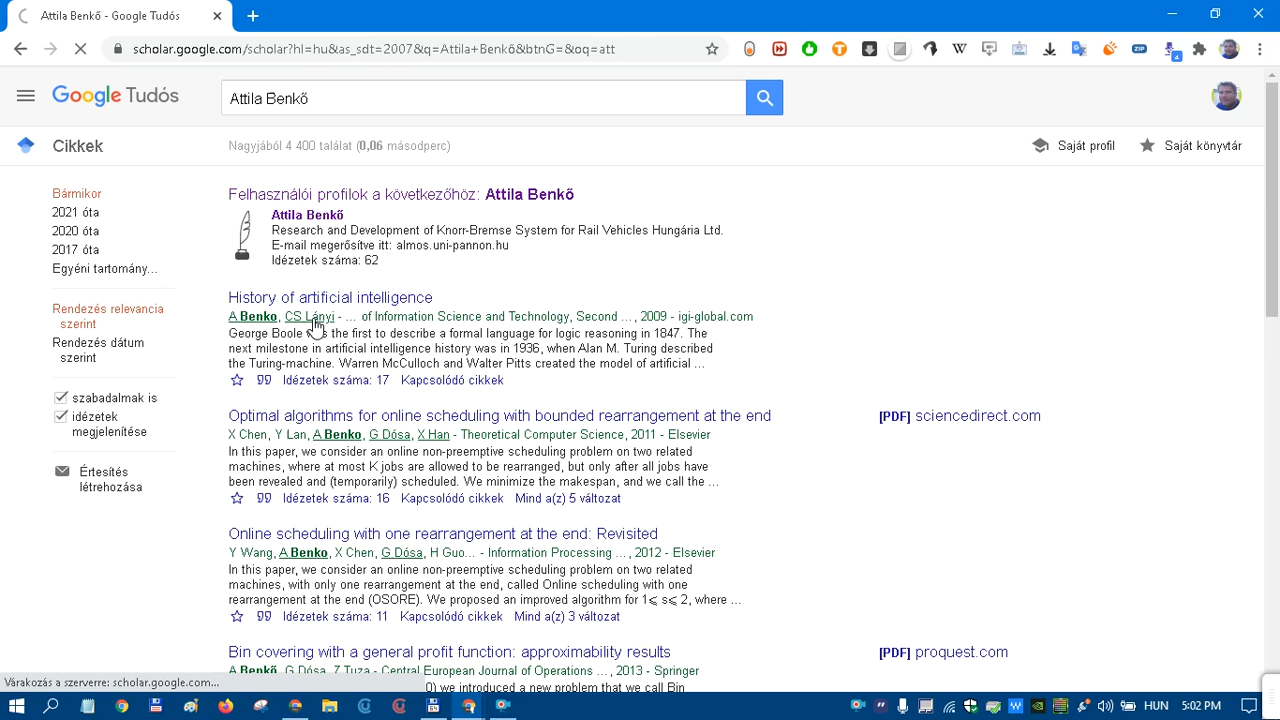 Attila Benkő - Google Tudós
scholar.google.com/scholar?hl=hu&as_sdt=2007&q=Attila+Benkő&btnG=&oq=att
Google Tudós
Attila Benkő
Cikkek
Nagyjából 4 400 találat (0,06 másodperc)
Saját profil
Saját könyvtár
Bármikor
2021 óta
2020 óta
2017 óta
Egyéni tartomány...
Rendezés relevancia
szerint
Rendezés dátum
szerint
szabadalmak is
idézetek
megjelenítése
Értesítés
létrehozása
Felhasználói profilok a következőhöz: Attila Benkő
Attila Benkő
Research and Development of Knorr-Bremse System for Rail Vehicles Hungária Ltd.
E-mail megerősítve itt: almos.uni-pannon.hu
Idézetek száma: 62
History of artificial intelligence
A Benko, CS Lányi - ... of Information Science and Technology, Second ..., 2009 - igi-global.com
George Boole the first to describe a formal language for logic reasoning in 1847. The
next milestone in artificial intelligence history was in 1936, when Alan M. Turing described
the Turing-machine. Warren McCulloch and Walter Pitts created the model of artificial ...
Idézetek száma: 17 Kapcsolódó cikkek
Optimal algorithms for online scheduling with bounded rearrangement at the end
[PDF] sciencedirect.com
X Chen, Y Lan, A Benko, G Dósa, X Han - Theoretical Computer Science, 2011 - Elsevier
In this paper, we consider an online non-preemptive scheduling problem on two related
machines, where at most K jobs are allowed to be rearranged, but only after all jobs have
been revealed and (temporarily) scheduled. We minimize the makespan, and we call the ...
Idézetek száma: 16 Kapcsolódó cikkek Mind a(z) 5 változat
Online scheduling with one rearrangement at the end: Revisited
Y Wang, A Benko, X Chen, G Dósa, H Guo... - Information Processing ..., 2012 - Elsevier
In this paper, we consider an online non-preemptive scheduling problem on two related
machines, with only one rearrangement at the end, called Online scheduling with one
rearrangement at the end (OSORE). We proposed an improved algorithm for 1⩽ s⩽ 2, where ...
Idézetek száma: 11 Kapcsolódó cikkek Mind a(z) 3 változat
Bin covering with a general profit function: approximability results
[PDF] proquest.com
A Benkő, G Dósa, Z Tuza - Central European Journal of Operations ..., 2013 - Springer
0) we introduced a new problem that we call Bin
Várakozás a szerverre: scholar.google.com...
HUN
5:02 PM